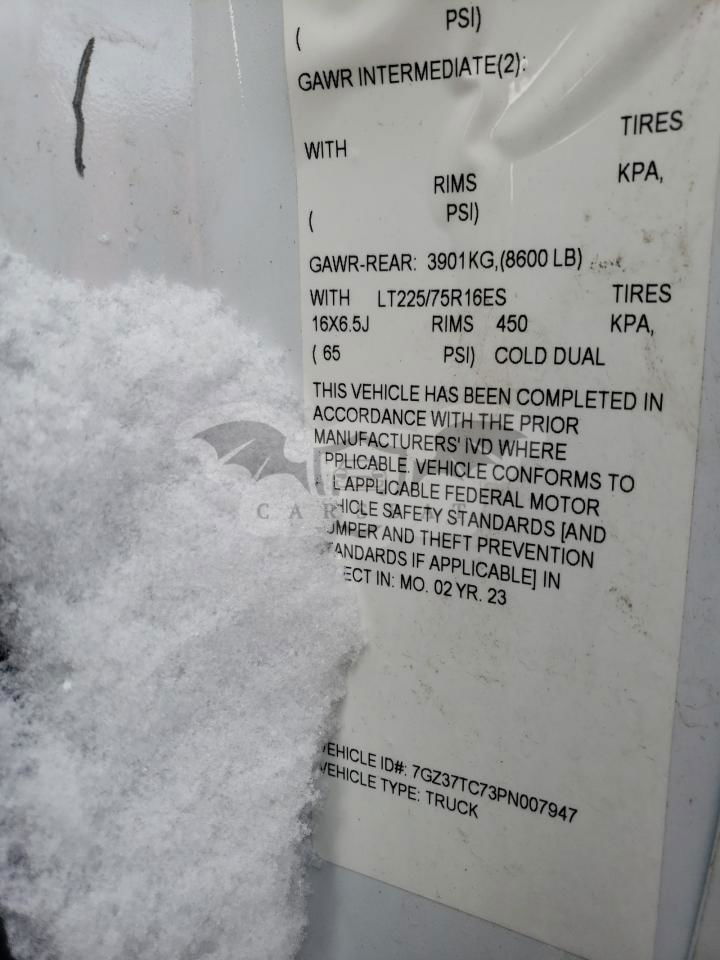 PSI)
(
GAWR INTERMEDIATE(2):
TIRES
WITH
RIMS KPA,
( PSI)
GAWR-REAR: 3901KG,(8600 LB)
WITH LT225/75R16ES TIRES
16X6.5J RIMS 450 KPA,
( 65 PSI) COLD DUAL
THIS VEHICLE HAS BEEN COMPLETED IN
ACCORDANCE WITH THE PRIOR
MANUFACTURERS' IVD WHERE
PPLICABLE. VEHICLE CONFORMS TO
L APPLICABLE FEDERAL MOTOR
HICLE SAFETY STANDARDS [AND
UMPER AND THEFT PREVENTION
TANDARDS IF APPLICABLE] IN
ECT IN: MO. 02 YR. 23
VEHICLE ID#: 7GZ37TC73PN007947
VEHICLE TYPE: TRUCK